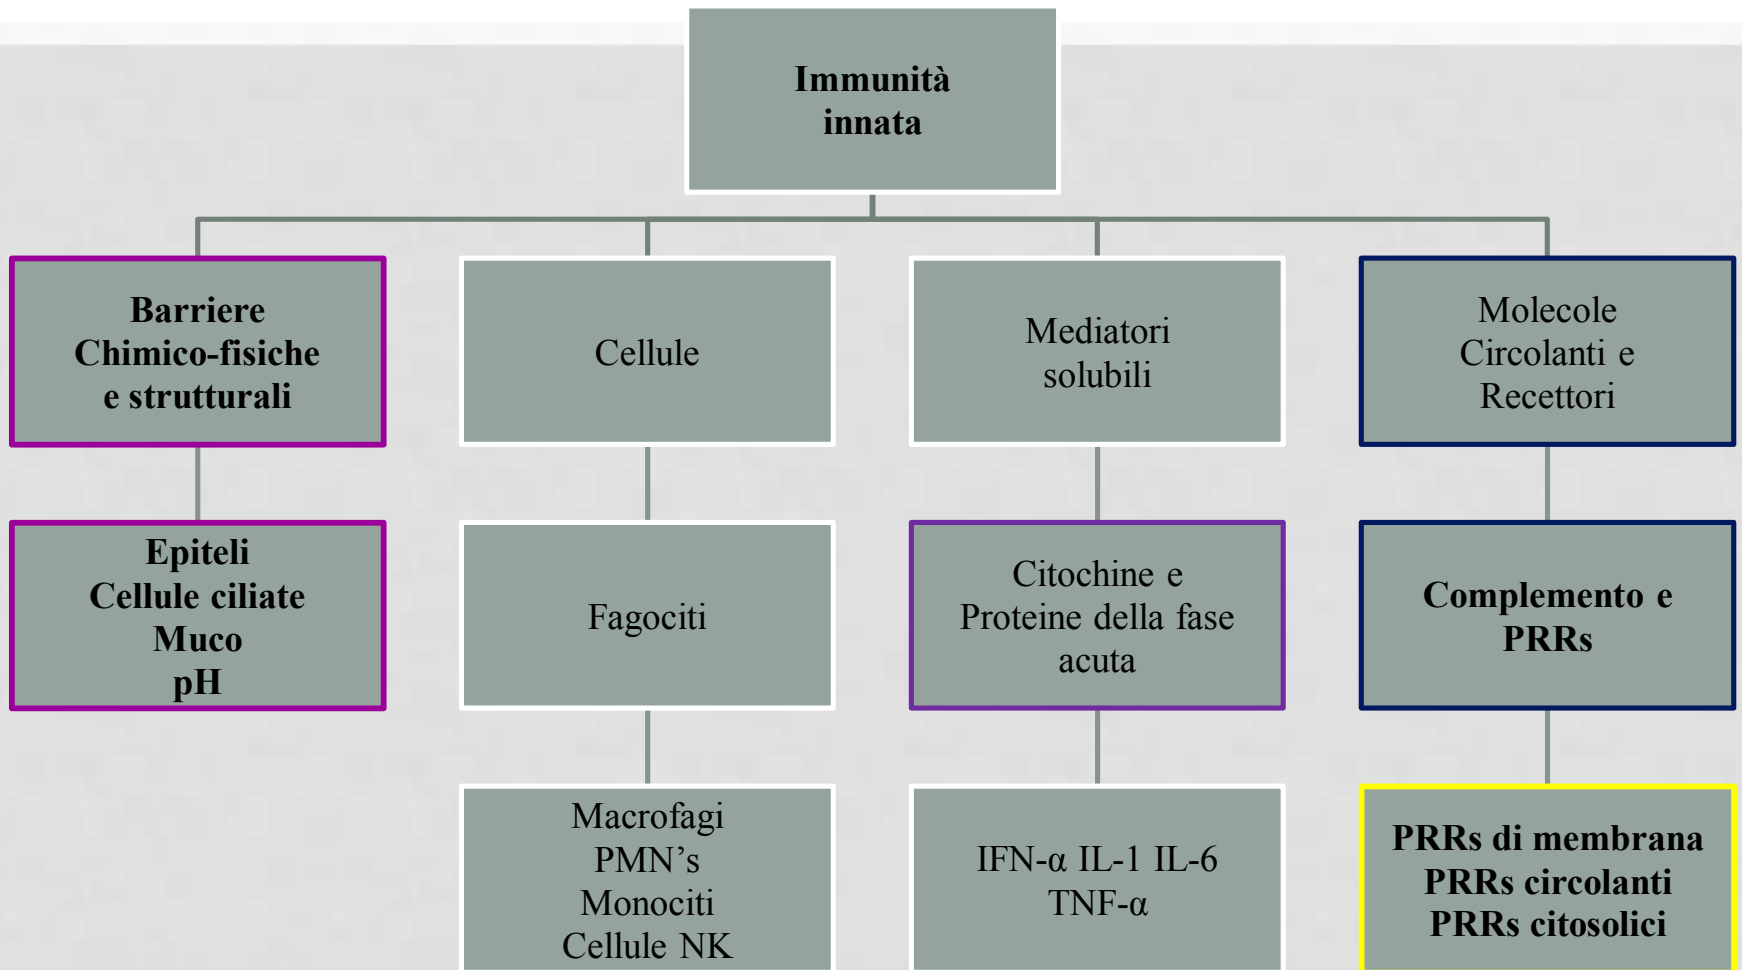 Immunità
innata
Barriere
Chimico-fisiche
e strutturali
Cellule
Mediatori
solubili
Molecole
Circolanti e
Recettori
Epiteli
Cellule ciliate
Muco
pH
Fagociti
Citochine e
Proteine della fase
acuta
Complemento e
PRRs
Macrofagi
PMN’s
Monociti
Cellule NK
IFN-α IL-1 IL-6
TNF-α
PRRs di membrana
PRRs circolanti
PRRs citosolici